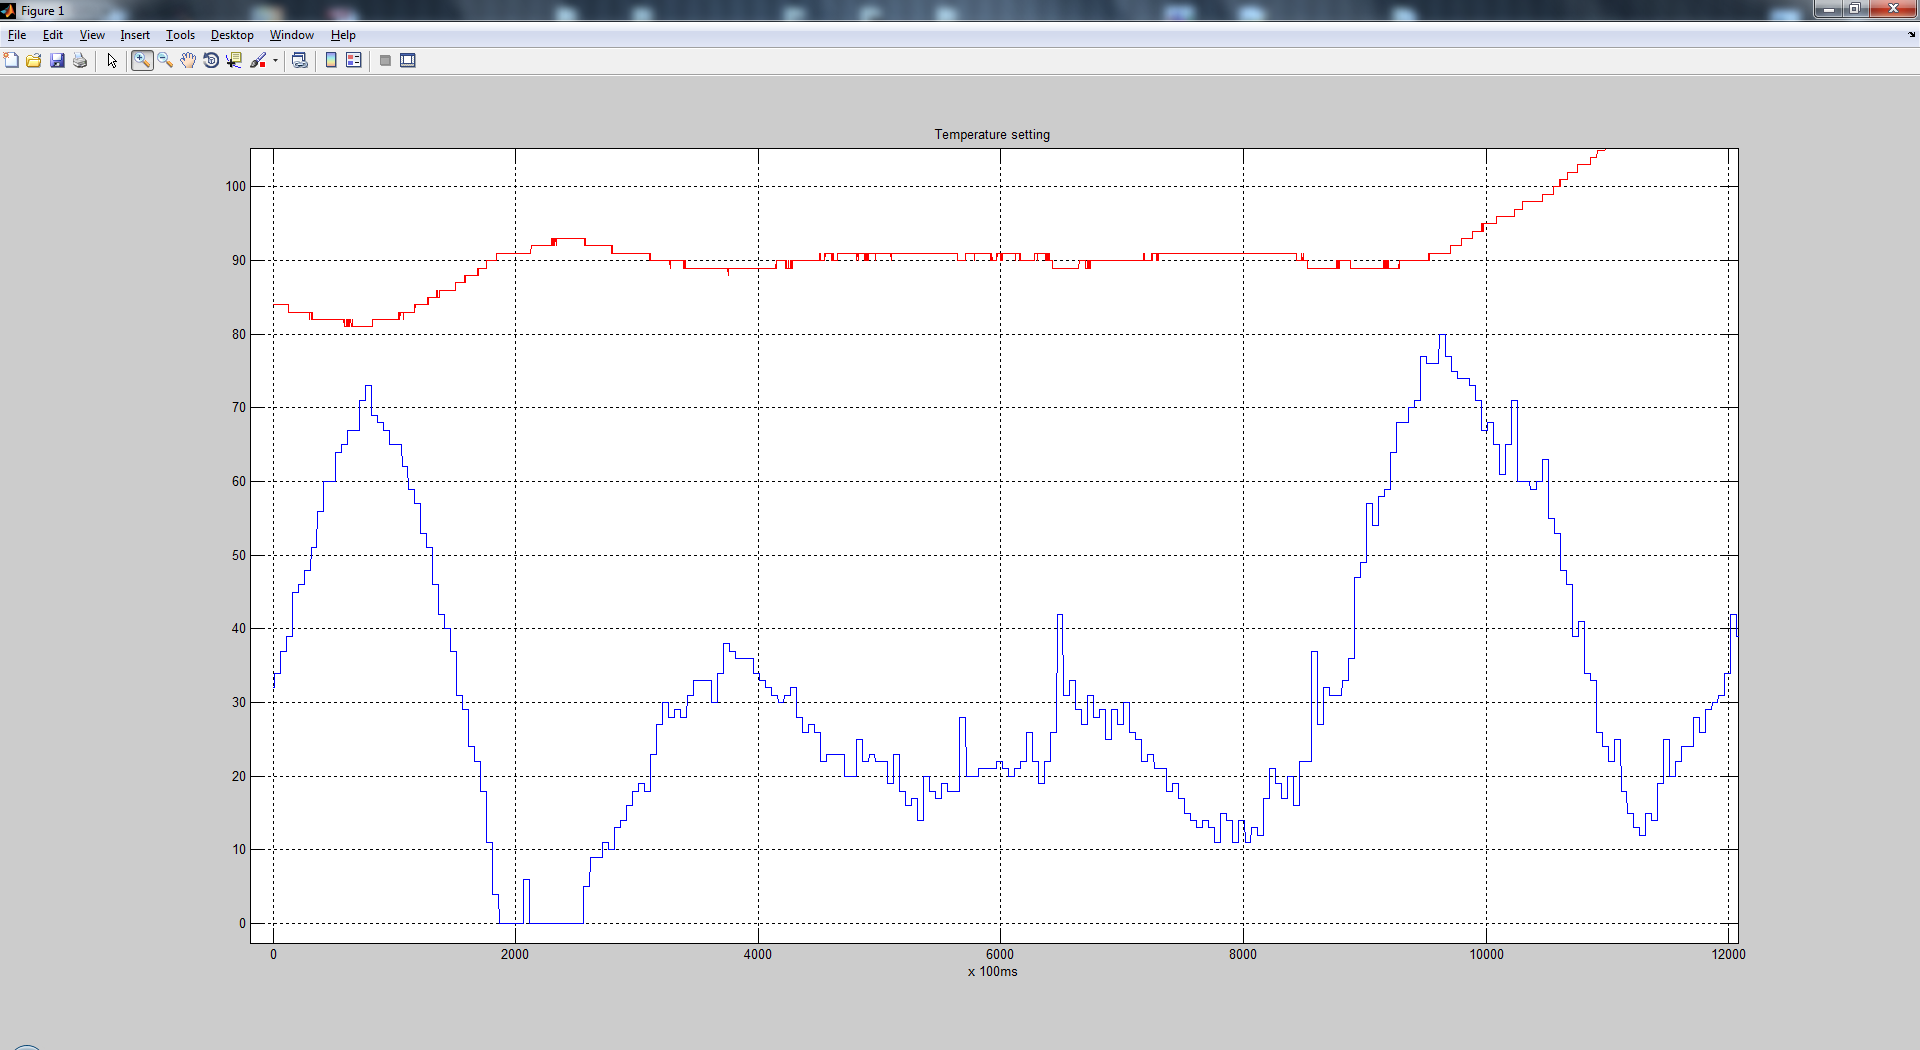 Figure 1
File Edit View Insert Tools Desktop Window Help
Temperature setting
100
90
80
70
60
50
40
30
20
10
0
0 2000 4000 6000 8000 10000 12000
x 100ms